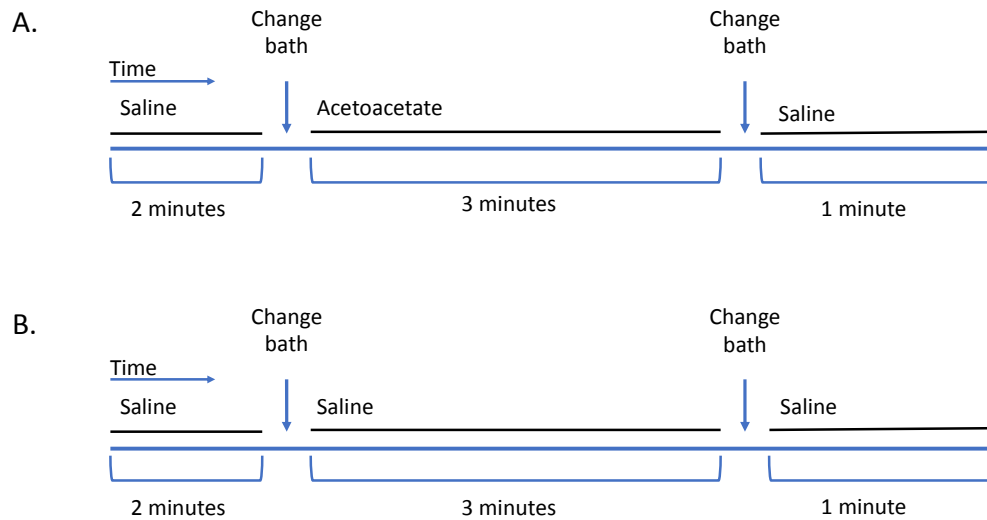 A.
Change
bath
Change
bath
Time
Saline
Acetoacetate
Saline
2 minutes
3 minutes
1 minute
B.
Change
bath
Change
bath
Time
Saline
Saline
Saline
2 minutes
3 minutes
1 minute